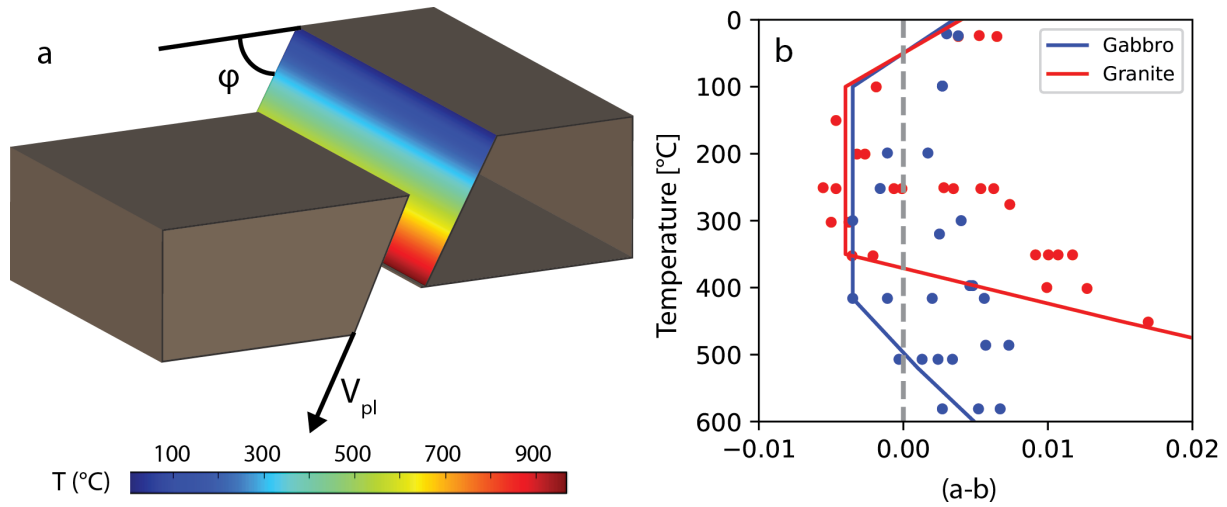 a
φ
V_pl
100 300 500 700 900
T (°C)
b
Gabbro
Granite
0
100
200
300
400
500
600
Temperature [°C]
−0.01 0.00 0.01 0.02
(a-b)